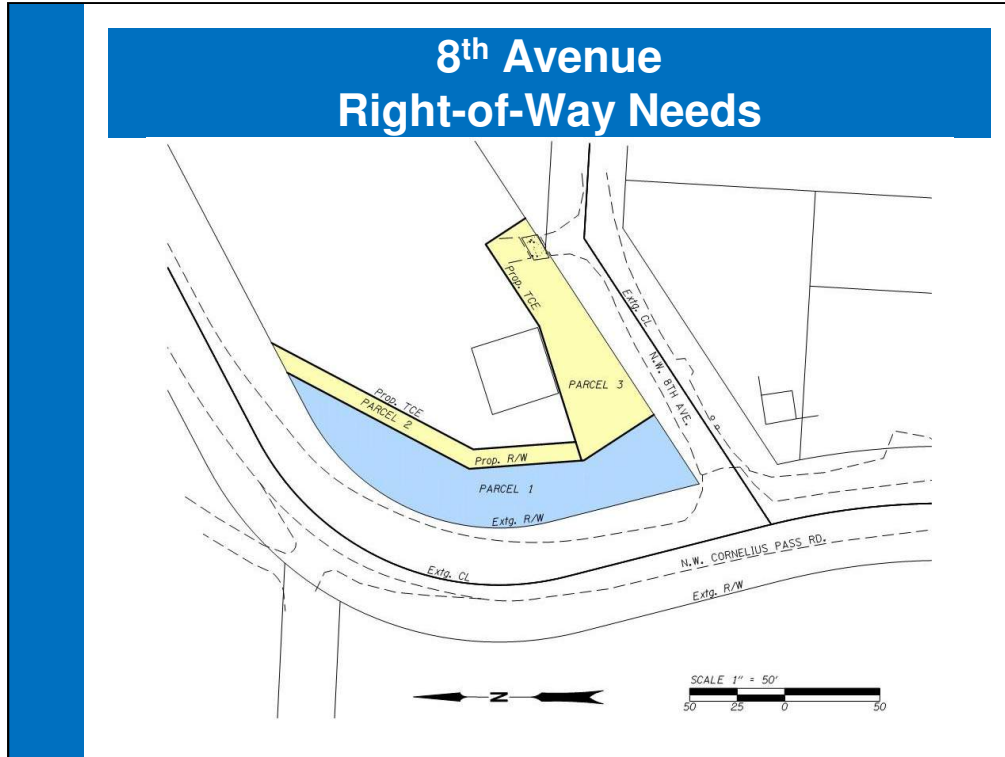 8th Avenue
Right-of-Way Needs
Prop. TCE
Extg. CL
PARCEL 3
N.W. 8TH AVE.
Prop. TCE
PARCEL 2
Prop. R/W
PARCEL 1
Extg. R/W
N.W. CORNELIUS PASS RD.
Extg. CL
Extg. R/W
SCALE 1" = 50'
N
50 25 0 50